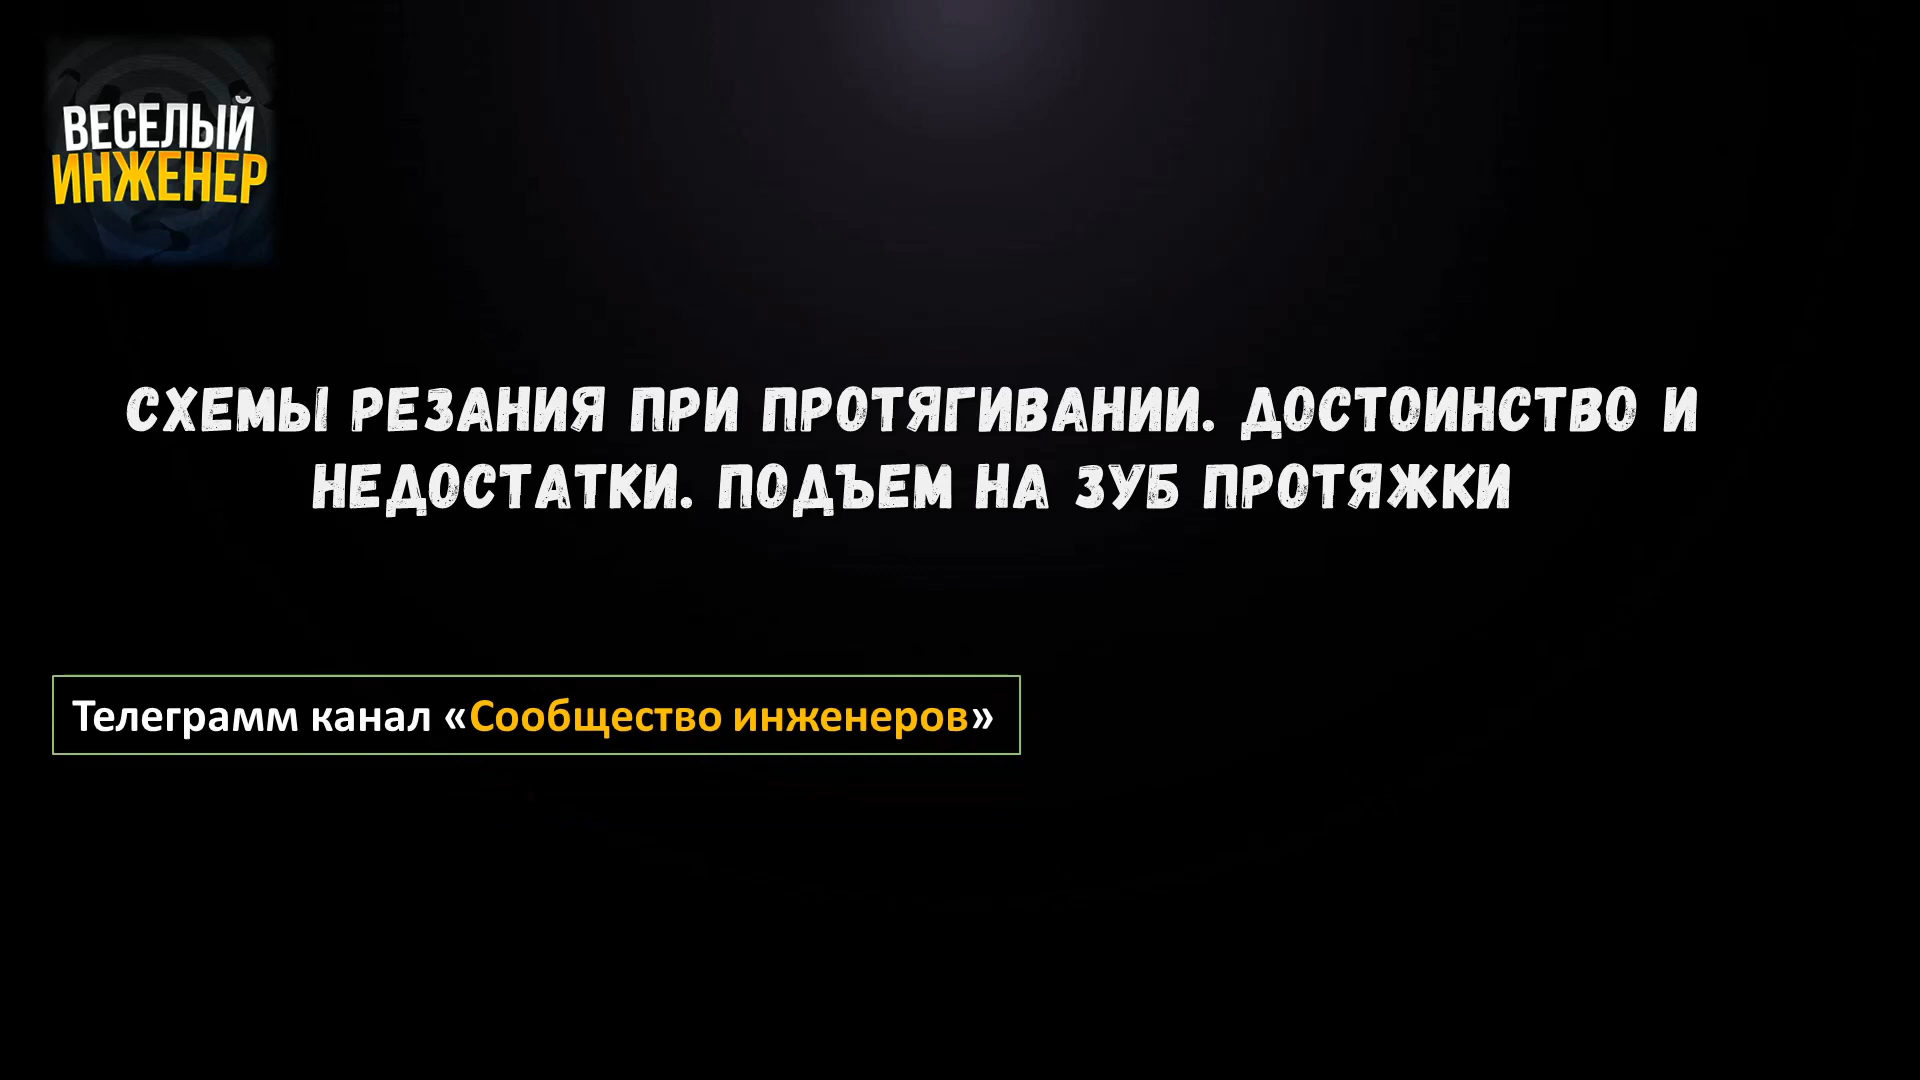 ВЕСЕЛЫЙ
ИНЖЕНЕР
СХЕМЫ РЕЗАНИЯ ПРИ ПРОТЯГИВАНИИ. ДОСТОИНСТВО И
НЕДОСТАТКИ. ПОДЪЕМ НА ЗУБ ПРОТЯЖКИ
Телеграмм канал «Сообщество инженеров»